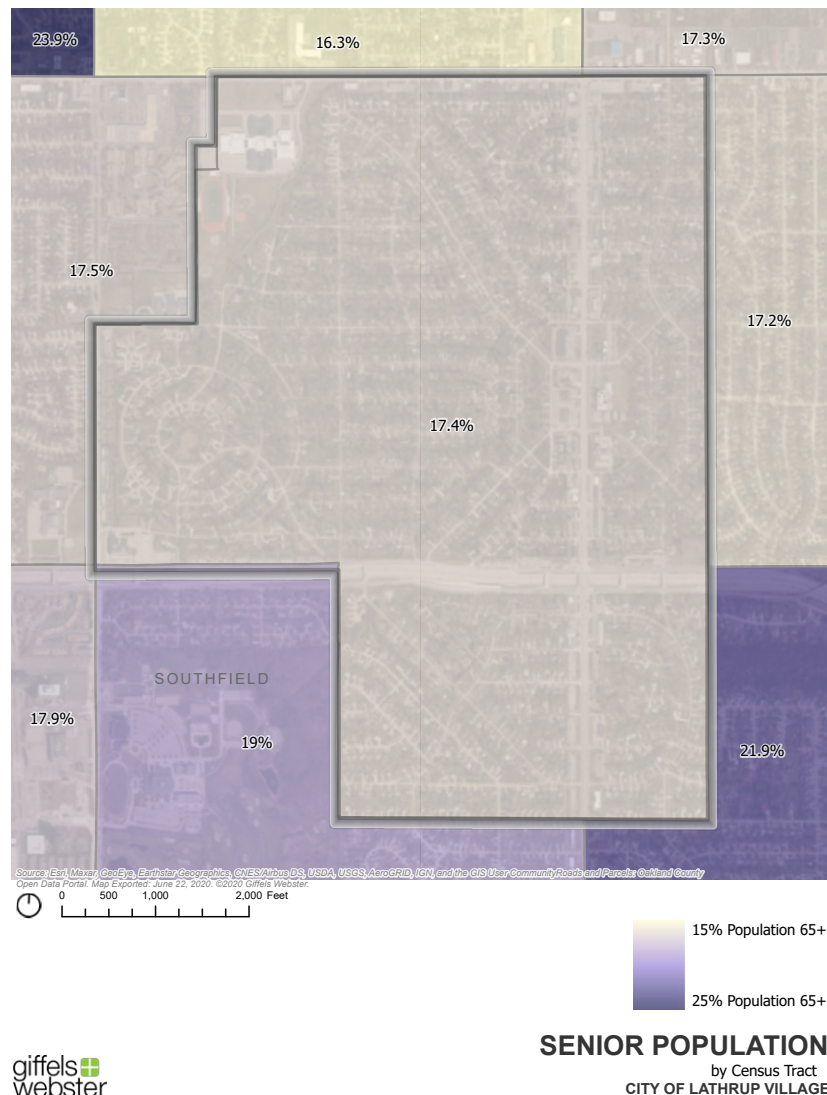 23.9%
16.3%
17.3%
17.5%
17.2%
17.4%
SOUTHFIELD
17.9%
19%
21.9%
Source: Esri, Maxar, GeoEye, Earthstar Geographics, CNES/Airbus DS, USDA, USGS, AeroGRID, IGN, and the GIS User CommunityRoads and Parcels: Oakland County
Open Data Portal. Map Exported: June 22, 2020. ©2020 Giffels Webster.
0 500 1,000 2,000 Feet
15% Population 65+
25% Population 65+
SENIOR POPULATION
by Census Tract
CITY OF LATHRUP VILLAGE
giffels
webster